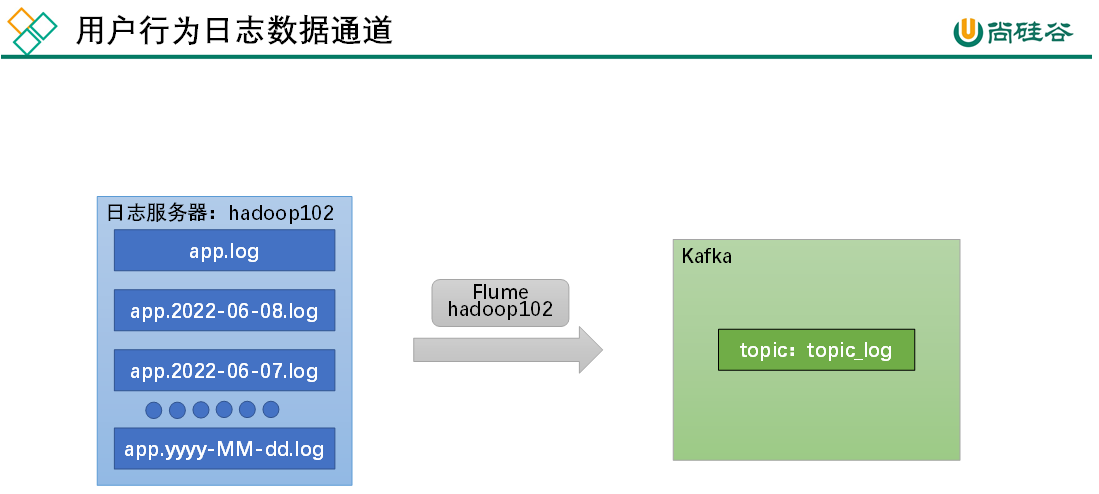 用户行为日志数据通道
尚硅谷
日志服务器：hadoop102
app.log
app.2022-06-08.log
app.2022-06-07.log
app.yyyy-MM-dd.log
Flume
hadoop102
Kafka
topic：topic_log